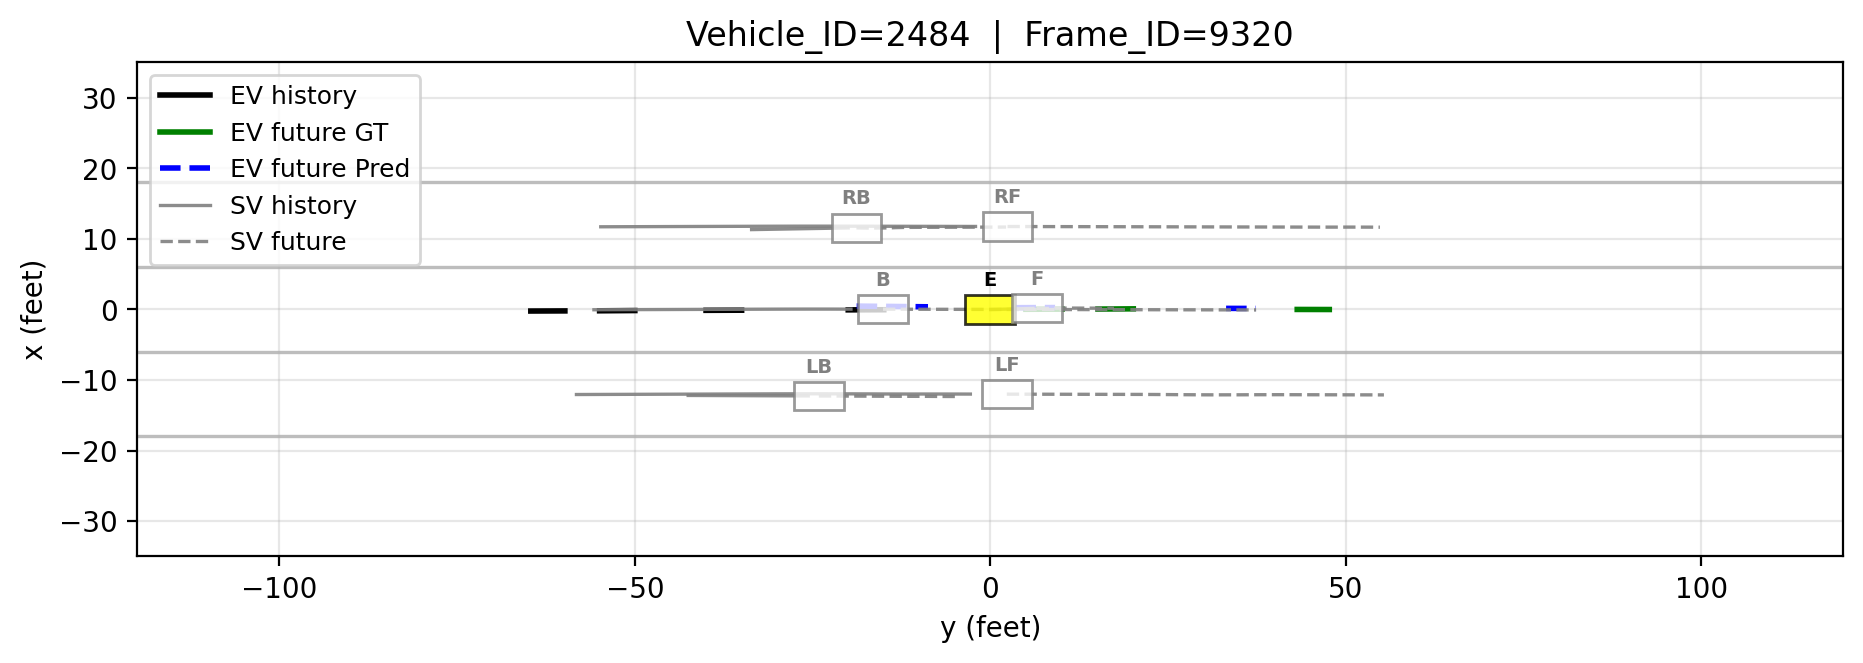 Vehicle_ID=2484 | Frame_ID=9320
EV history
EV future GT
EV future Pred
SV history
SV future
RB
RF
B
E
F
LB
LF
30
20
10
0
−10
−20
−30
x (feet)
−100
−50
0
50
100
y (feet)